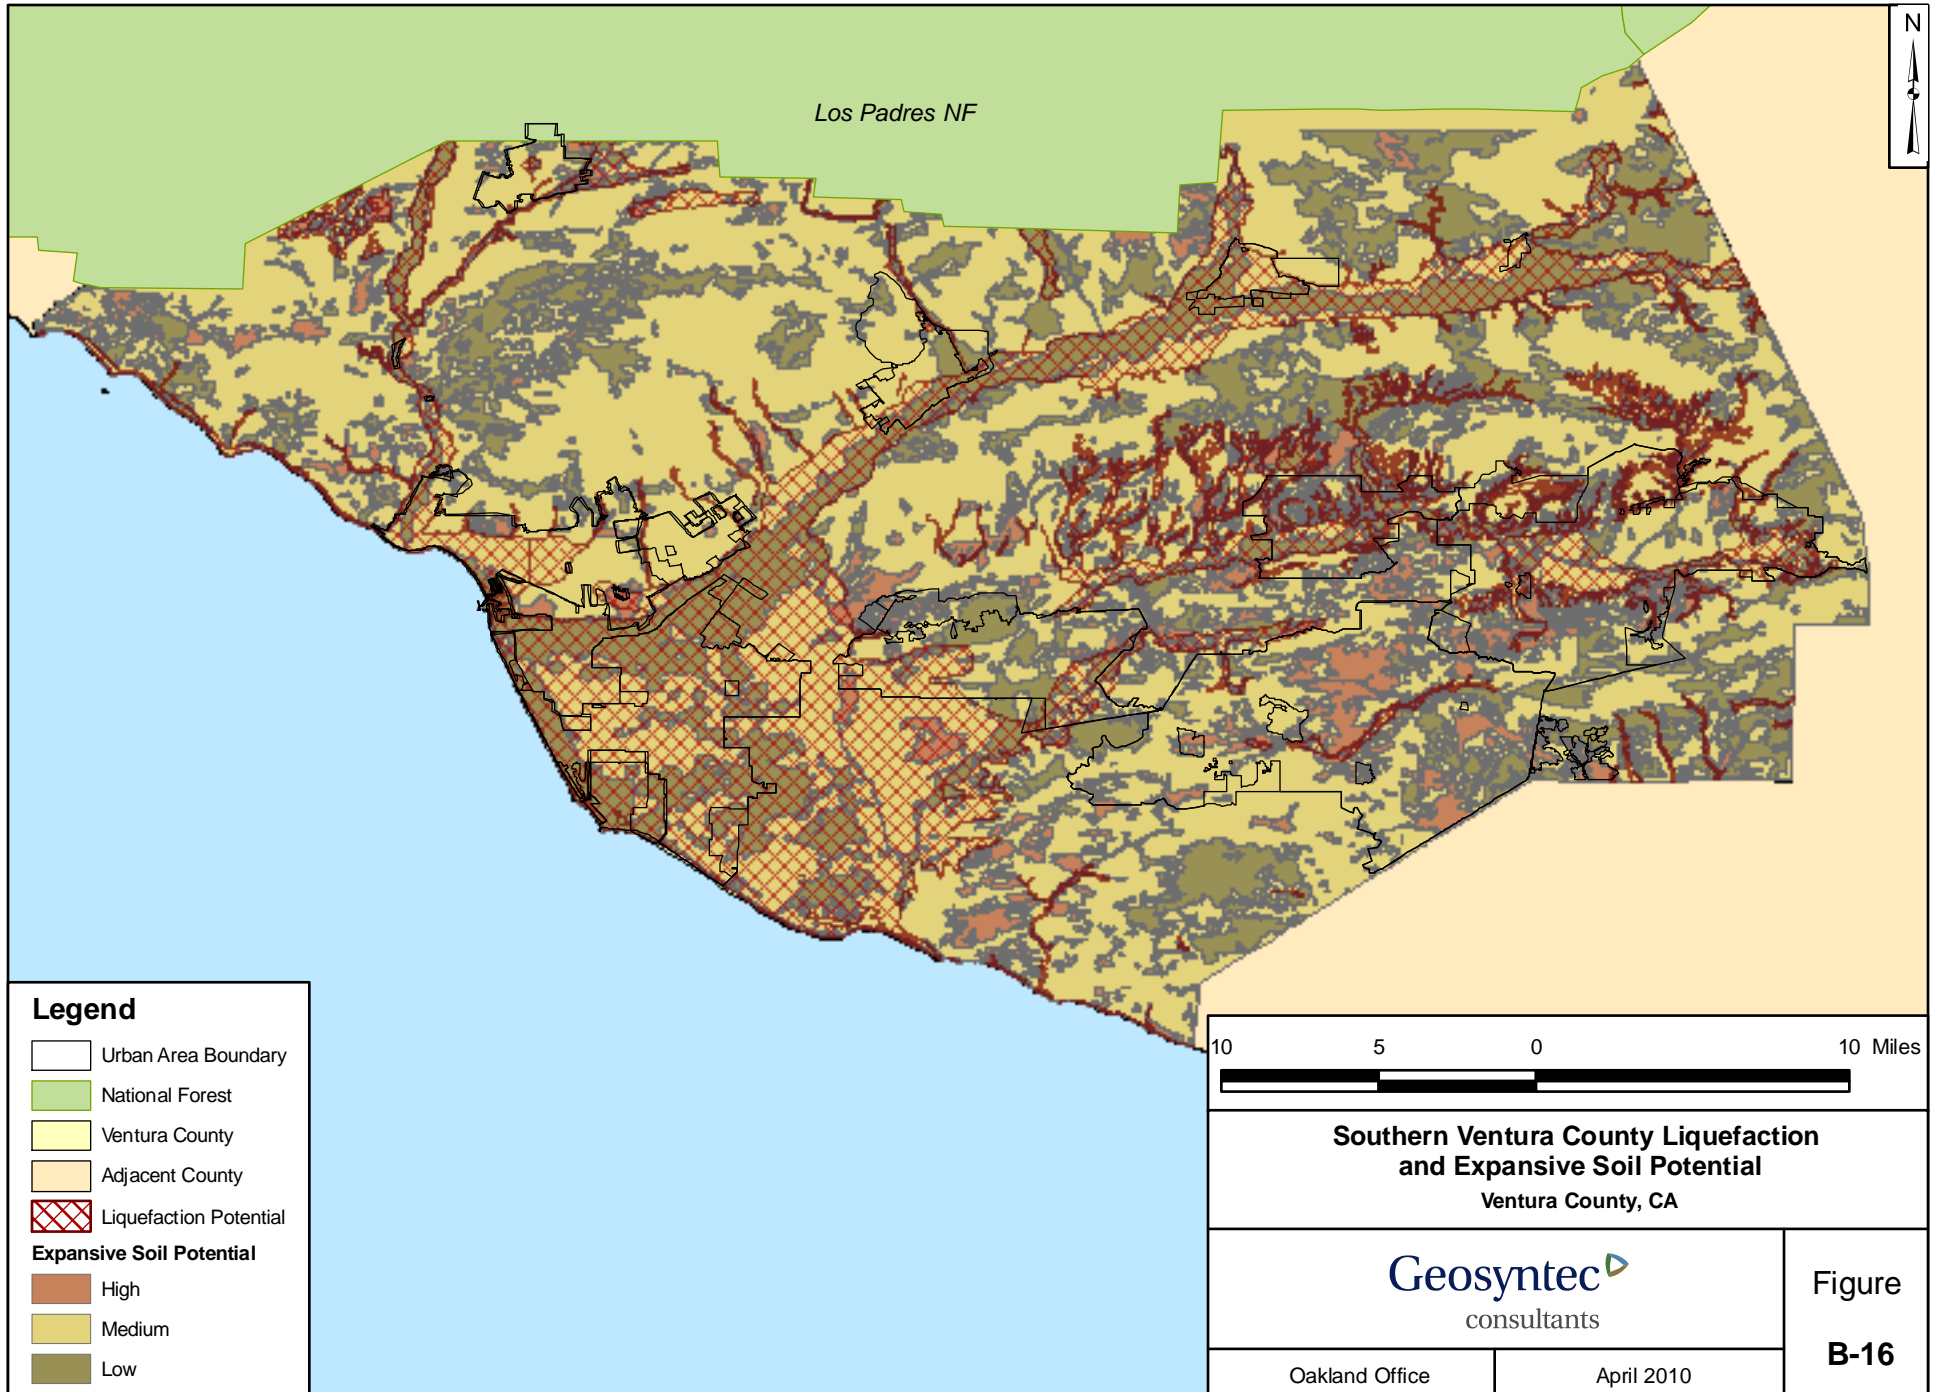 N
Los Padres NF
Legend
Urban Area Boundary
National Forest
Ventura County
Adjacent County
Liquefaction Potential
Expansive Soil Potential
High
Medium
Low
10 5 0 10 Miles
Southern Ventura County Liquefaction
and Expansive Soil Potential
Ventura County, CA
Geosyntec
consultants
Figure
B-16
Oakland Office
April 2010